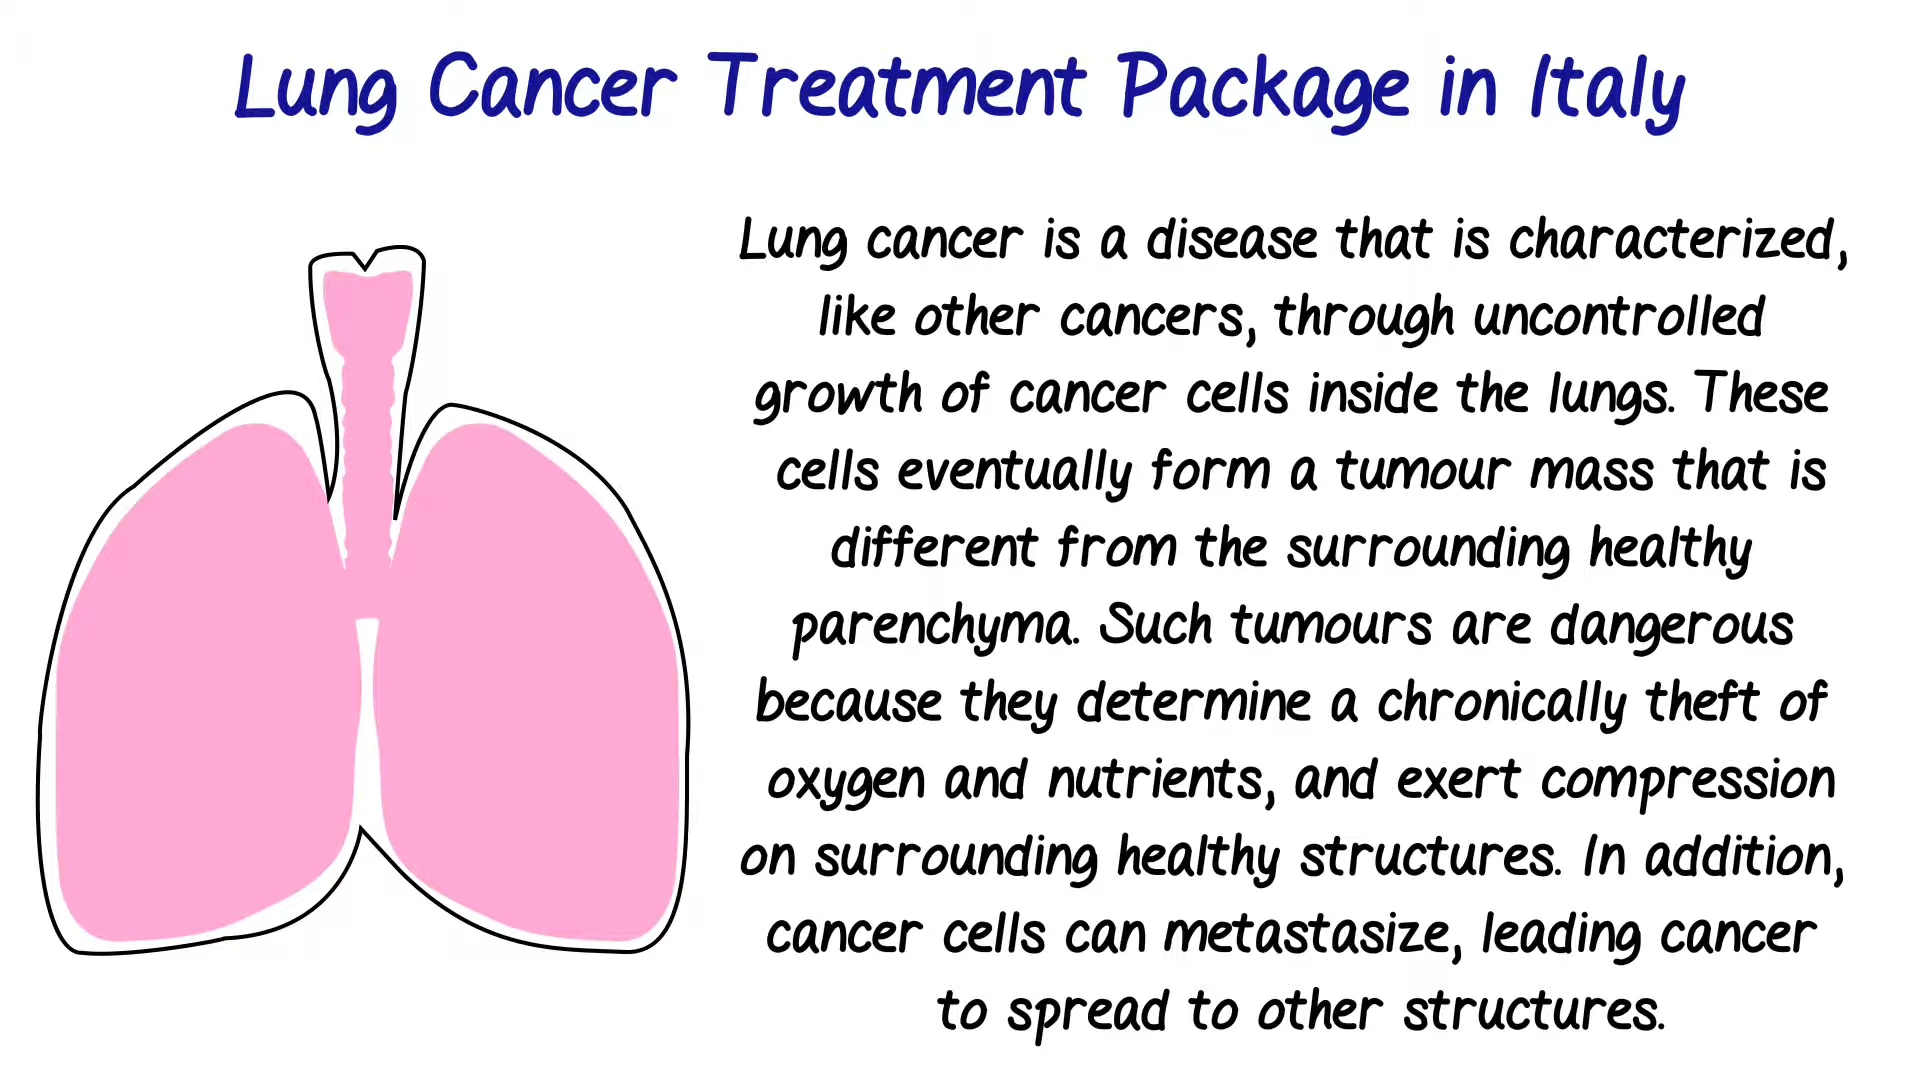 Lung Cancer Treatment Package in Italy
Lung cancer is a disease that is characterized,
like other cancers, through uncontrolled
growth of cancer cells inside the lungs. These
cells eventually form a tumour mass that is
different from the surrounding healthy
parenchyma. Such tumours are dangerous
because they determine a chronically theft of
oxygen and nutrients, and exert compression
on surrounding healthy structures. In addition,
cancer cells can metastasize, leading cancer
to spread to other structures.